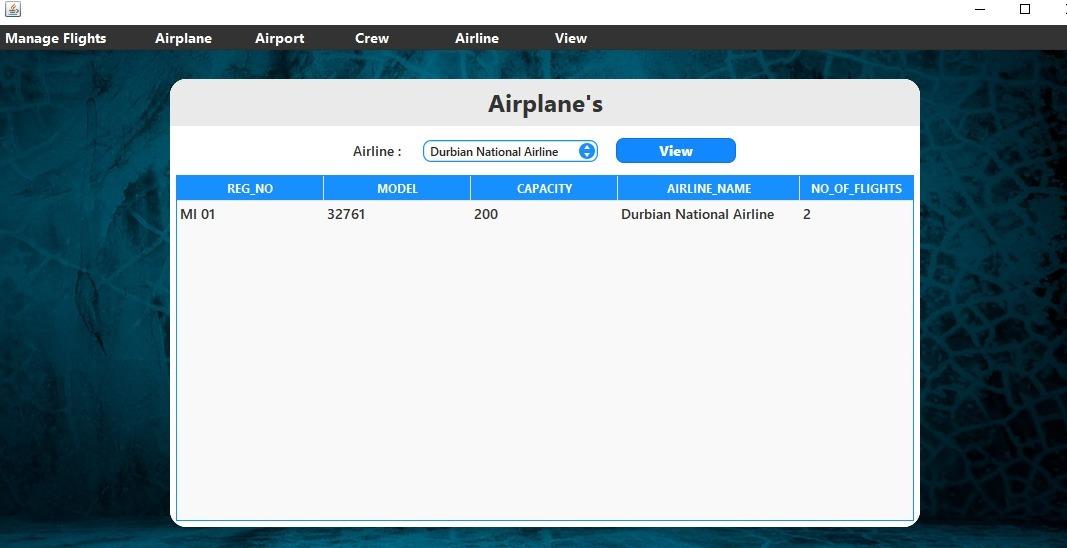 Manage Flights Airplane Airport Crew Airline View
Airplane's
Airline : Durbian National Airline View
REG_NO MODEL CAPACITY AIRLINE_NAME NO_OF_FLIGHTS
MI 01 32761 200 Durbian National Airline 2